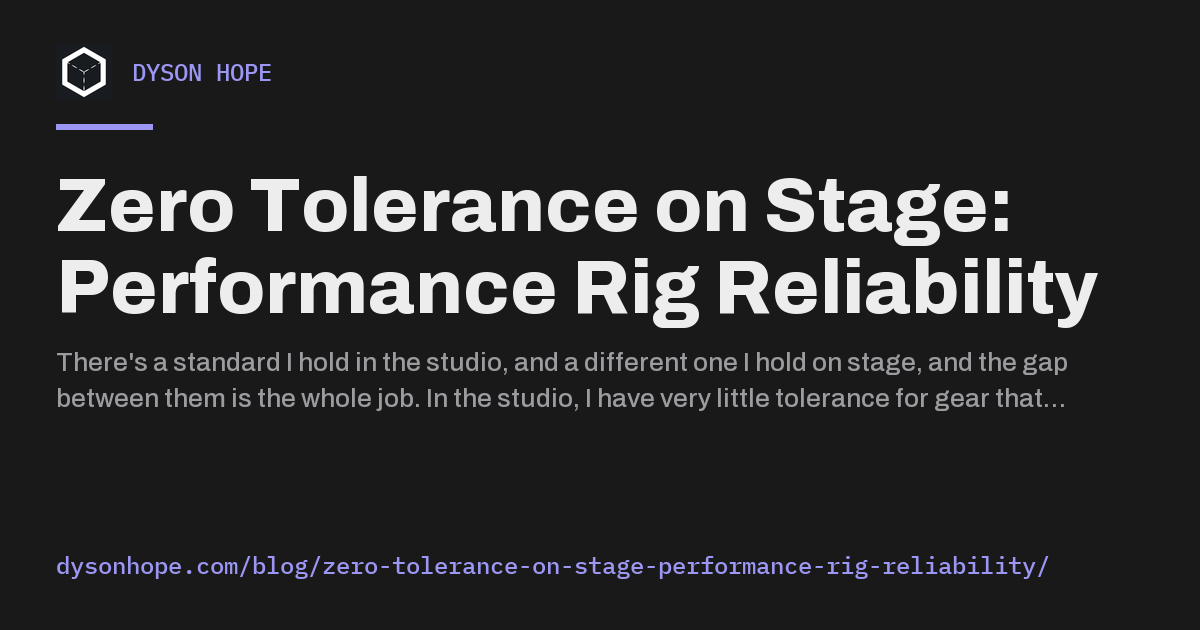 DYSON HOPE
Zero Tolerance on Stage:
Performance Rig Reliability
There's a standard I hold in the studio, and a different one I hold on stage, and the gap
between them is the whole job. In the studio, I have very little tolerance for gear that...
dysonhope.com/blog/zero-tolerance-on-stage-performance-rig-reliability/